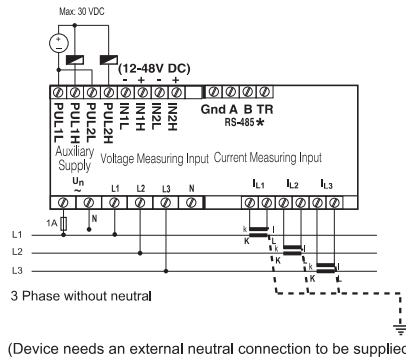 Max: 30 VDC
(12-48V DC)
- + - +
PUL1L PUL1H PUL2L PUL2H IN1L IN1H IN2L IN2H
Gnd A B TR
RS-485 *
Auxiliary Supply
Voltage Measuring Input
Current Measuring Input
Un ~
L1 L2 L3 N
IL1 IL2 IL3
1A
N
L1
L2
L3
k l
K L
k l
K L
k l
K L
3 Phase without neutral
(Device needs an external neutral connection to be supplied